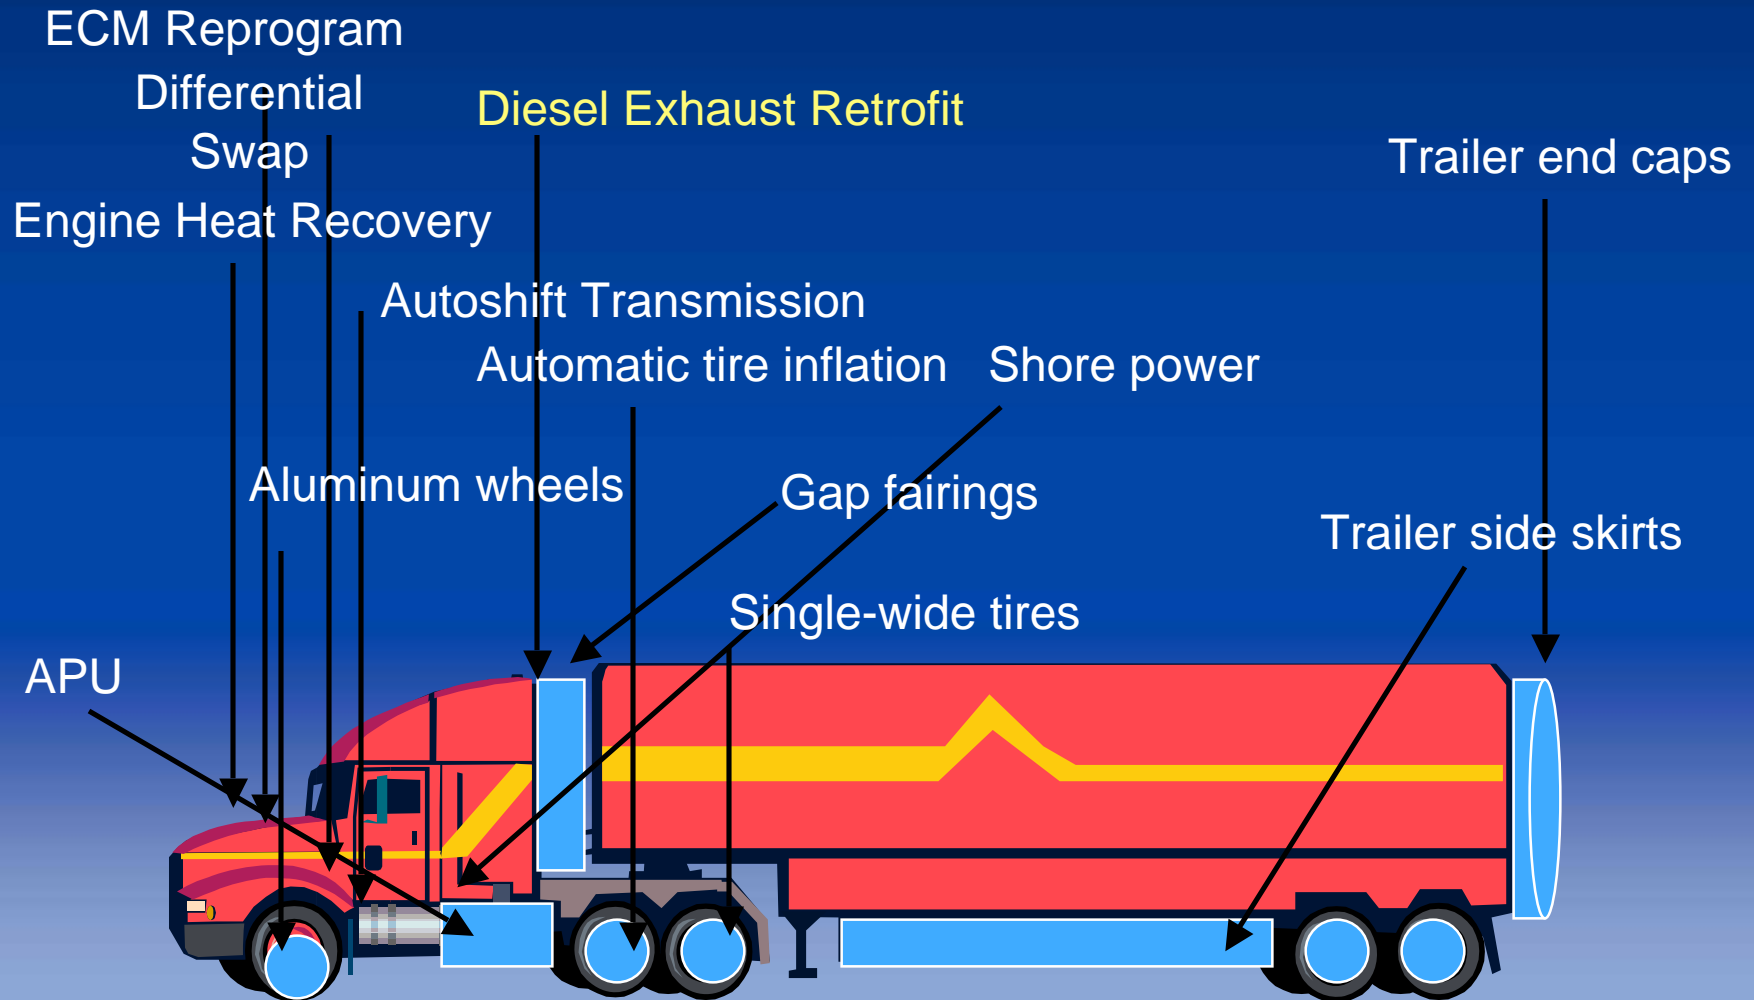 ECM Reprogram
Differential
Swap
Diesel Exhaust Retrofit
Trailer end caps
Engine Heat Recovery
Autoshift Transmission
Automatic tire inflation
Shore power
Aluminum wheels
Gap fairings
Trailer side skirts
Single-wide tires
APU